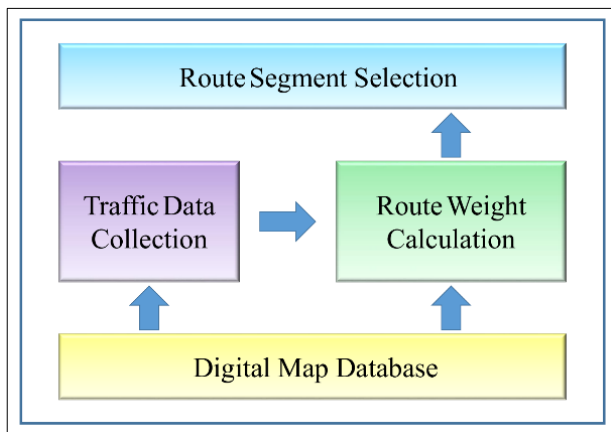 Route Segment Selection
Traffic Data
Collection
Route Weight
Calculation
Digital Map Database